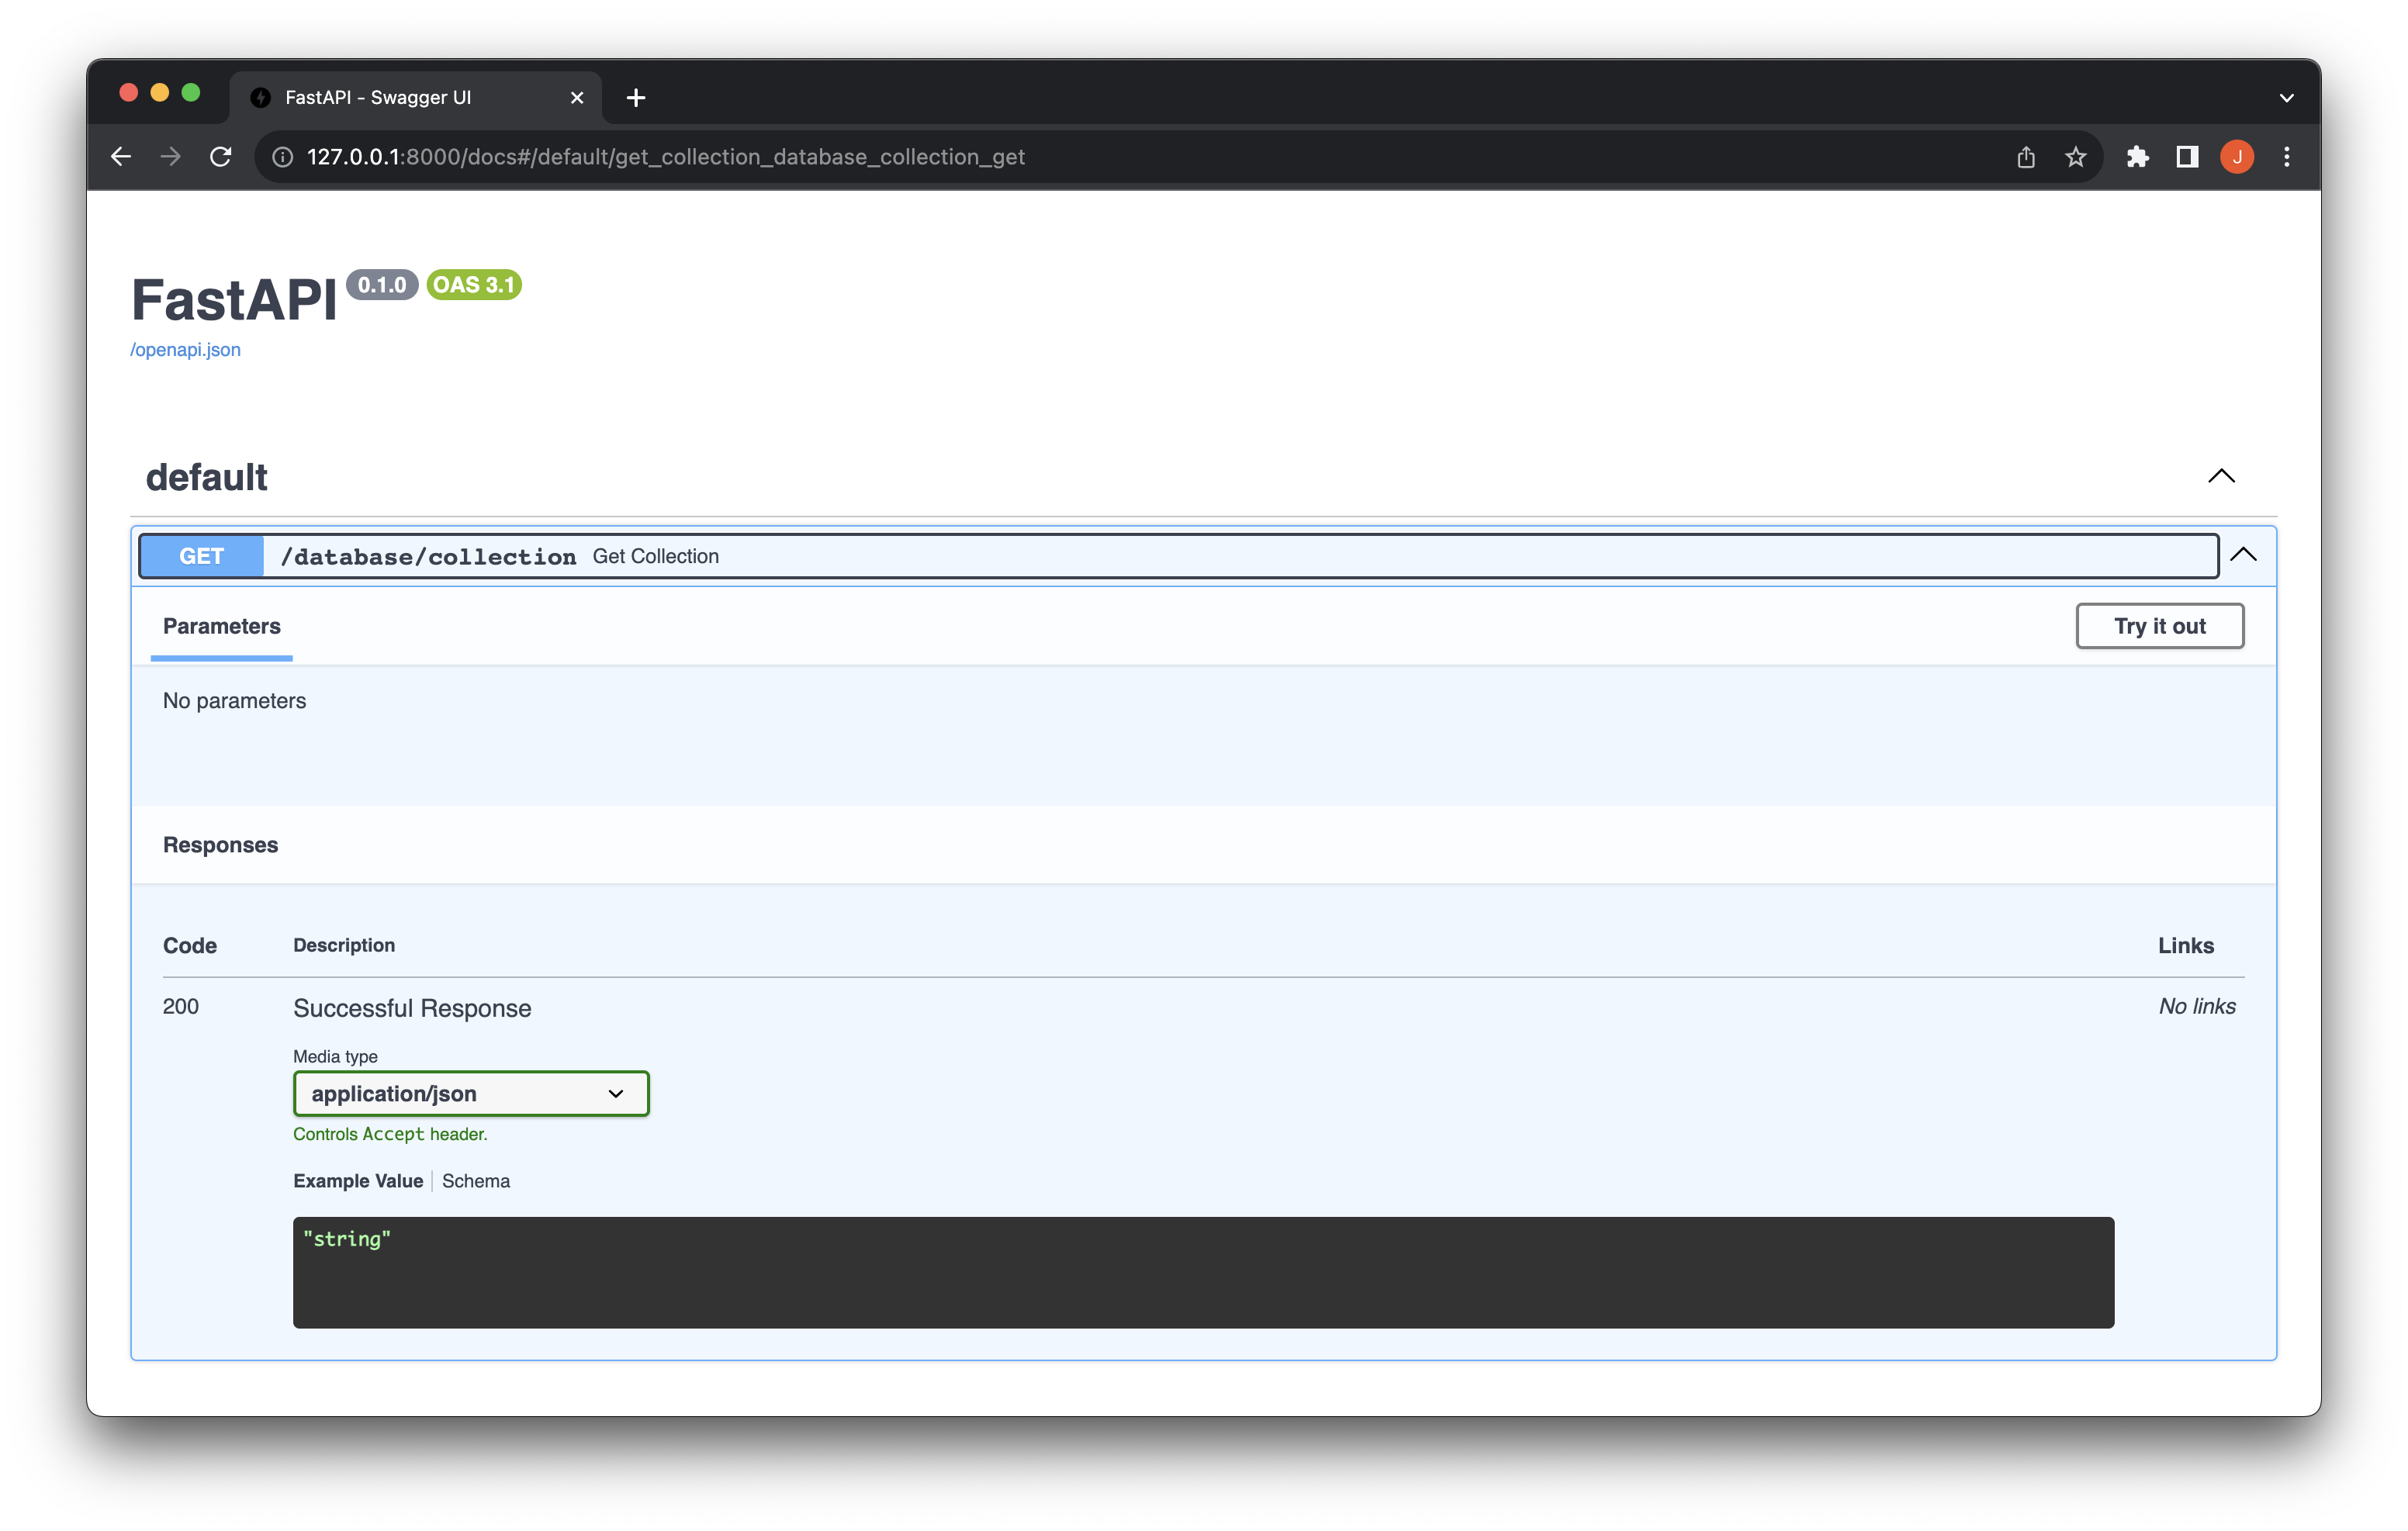 FastAPI - Swagger UI
127.0.0.1:8000/docs#/default/get_collection_database_collection_get
J
FastAPI 0.1.0 OAS 3.1
/openapi.json
default
GET /database/collection Get Collection
Parameters Try it out
No parameters
Responses
Code Description Links
200 Successful Response No links
Media type
application/json
Controls Accept header.
Example Value Schema
"string"